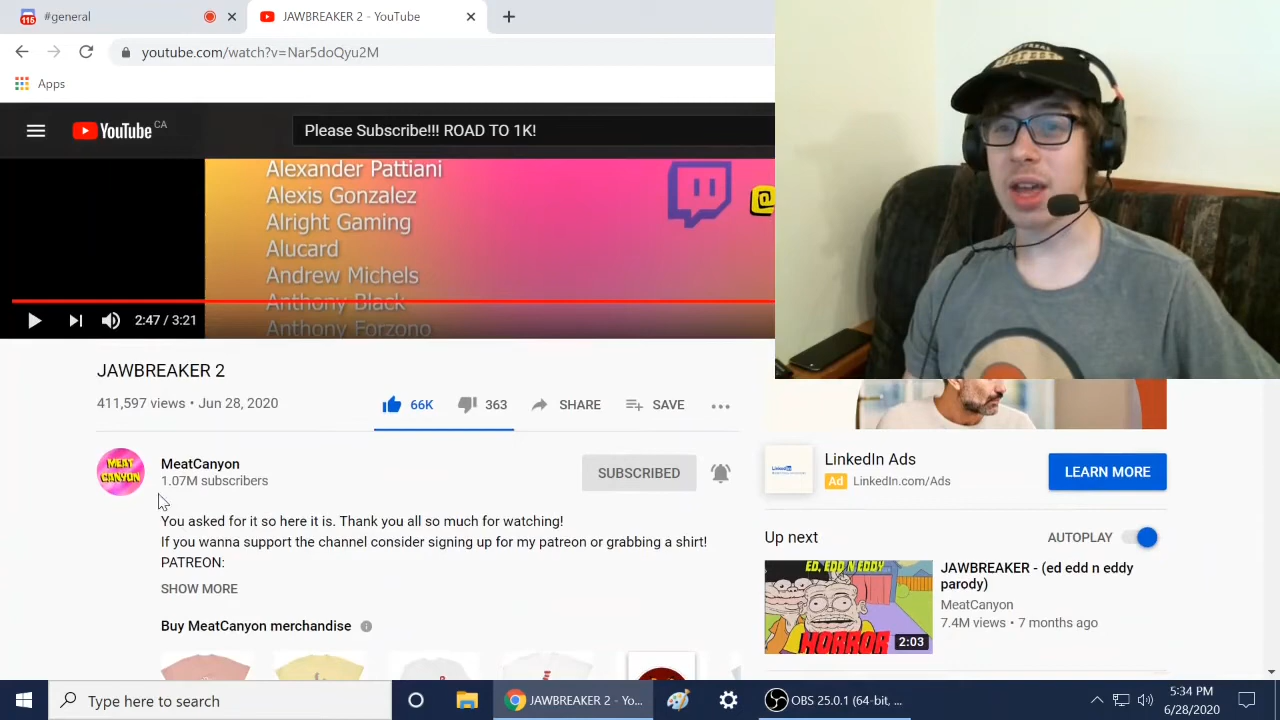 115
#general
JAWBREAKER 2 - YouTube
youtube.com/watch?v=Nar5doQyu2M
Apps
YouTube CA
Please Subscribe!!! ROAD TO 1K!
Alexander Pattiani
Alexis Gonzalez
Alright Gaming
Alucard
Andrew Michels
Anthony Black
Anthony Forzono
@
2:47 / 3:21
JAWBREAKER 2
411,597 views • Jun 28, 2020
66K
363
SHARE
SAVE
MEAT CANYON
MeatCanyon
1.07M subscribers
SUBSCRIBED
You asked for it so here it is. Thank you all so much for watching!
If you wanna support the channel consider signing up for my patreon or grabbing a shirt!
PATREON:
SHOW MORE
Buy MeatCanyon merchandise
LinkedIn
LinkedIn Ads
Ad LinkedIn.com/Ads
LEARN MORE
Up next
AUTOPLAY
ED, EDD N EDDY
HORROR
2:03
JAWBREAKER - (ed edd n eddy
parody)
MeatCanyon
7.4M views • 7 months ago
Type here to search
JAWBREAKER 2 - Yo...
OBS 25.0.1 (64-bit, ...
5:34 PM
6/28/2020